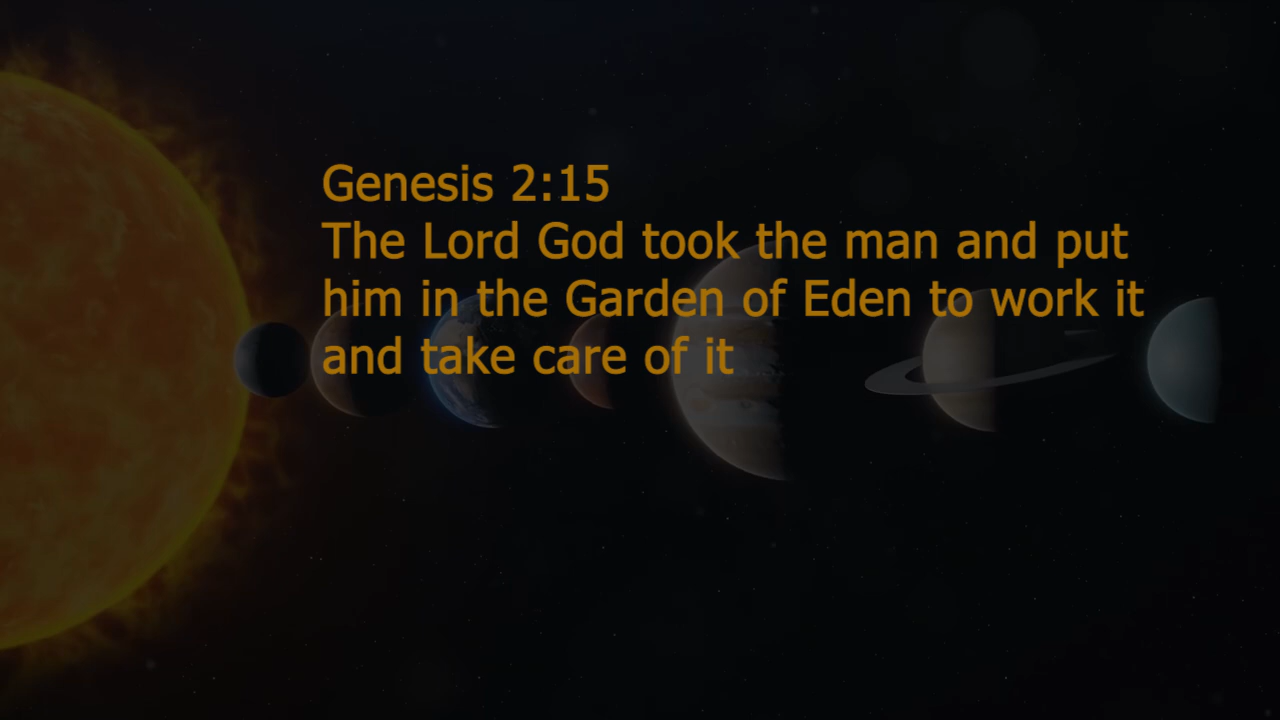 Genesis 2:15
The Lord God took the man and put
him in the Garden of Eden to work it
and take care of it